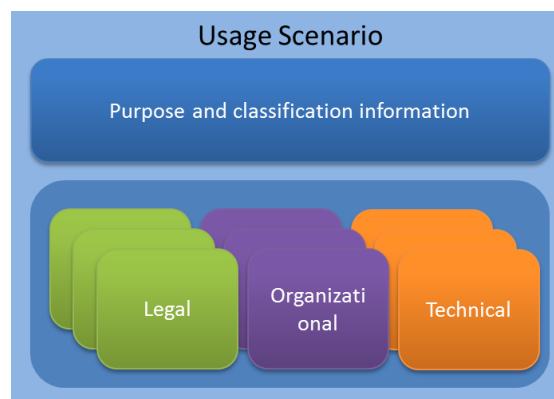 Usage Scenario
Purpose and classification information
Legal
Organizati
onal
Technical